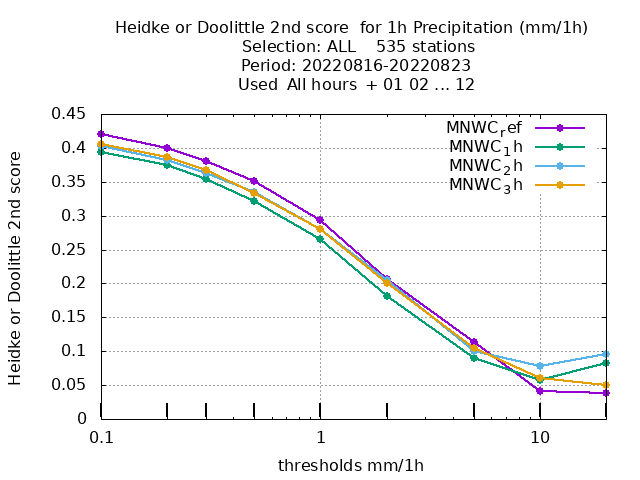 Heidke or Doolittle 2nd score  for 1h Precipitation (mm/1h)
Selection: ALL    535 stations
Period: 20220816-20220823
Used  All hours  + 01 02 ... 12
MNWC_ref
MNWC_1h
MNWC_2h
MNWC_3h
Heidke or Doolittle 2nd score
0.45
0.4
0.35
0.3
0.25
0.2
0.15
0.1
0.05
0
0.1 1 10
thresholds mm/1h